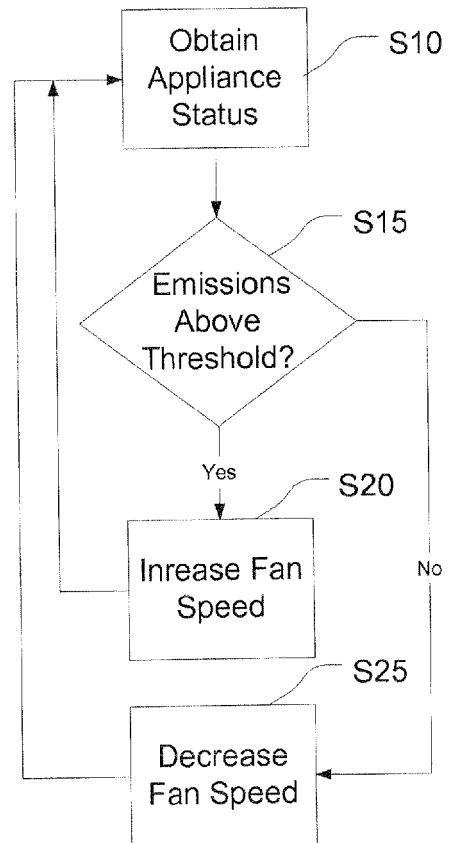 Obtain
Appliance
Status
S10
S15
Emissions
Above
Threshold?
Yes
S20
Inrease Fan
Speed
No
S25
Decrease
Fan Speed